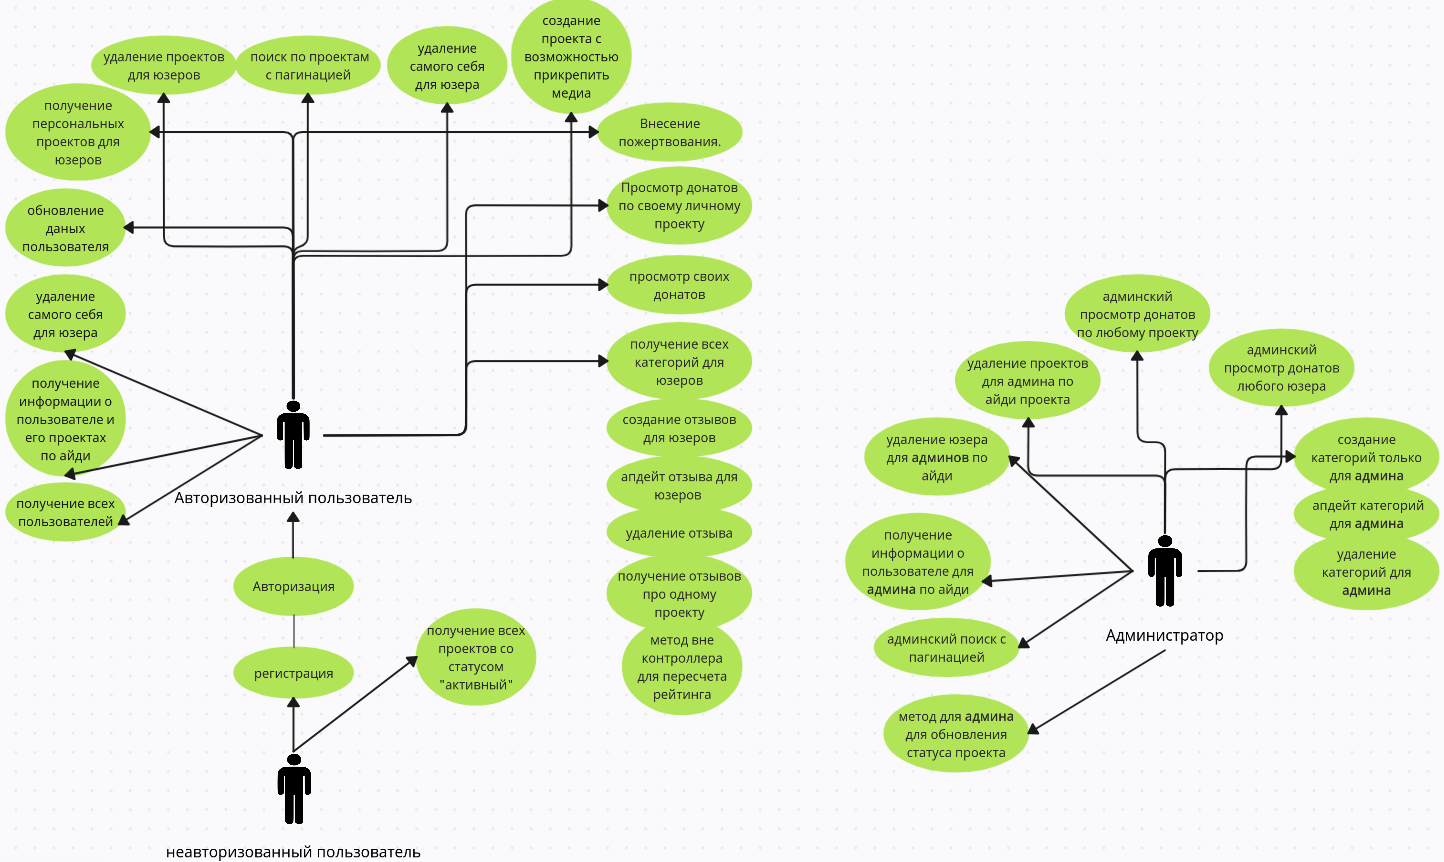 удаление проектов
для юзеров
поиск по проектам
с пагинацией
удаление
самого себя
для юзера
создание
проекта с
возможностью
прикрепить
медиа
получение
персональных
проектов для
юзеров
Внесение
пожертвования.
обновление
даных
пользователя
Просмотр донатов
по своему личному
проекту
удаление
самого себя
для юзера
просмотр своих
донатов
получение
информации о
пользователе и
его проектах
по айди
получение всех
категорий для
юзеров
получение всех
пользователей
Авторизованный пользователь
создание отзывов
для юзеров
апдейт отзыва для
юзеров
удаление отзыва
получение отзывов
про одному
проекту
метод вне
контроллера
для пересчета
рейтинга
Авторизация
регистрация
получение всех
проектов со
статусом
"активный"
неавторизованный пользователь
админский
просмотр донатов
по любому проекту
удаление проектов
для админа по
айди проекта
админский
просмотр донатов
любого юзера
удаление юзера
для админов по
айди
создание
категорий только
для админа
апдейт категорий
для админа
удаление
категорий для
админа
получение
информации о
пользователе для
админа по айди
админский поиск с
пагинацией
Администратор
метод для админа
для обновления
статуса проекта